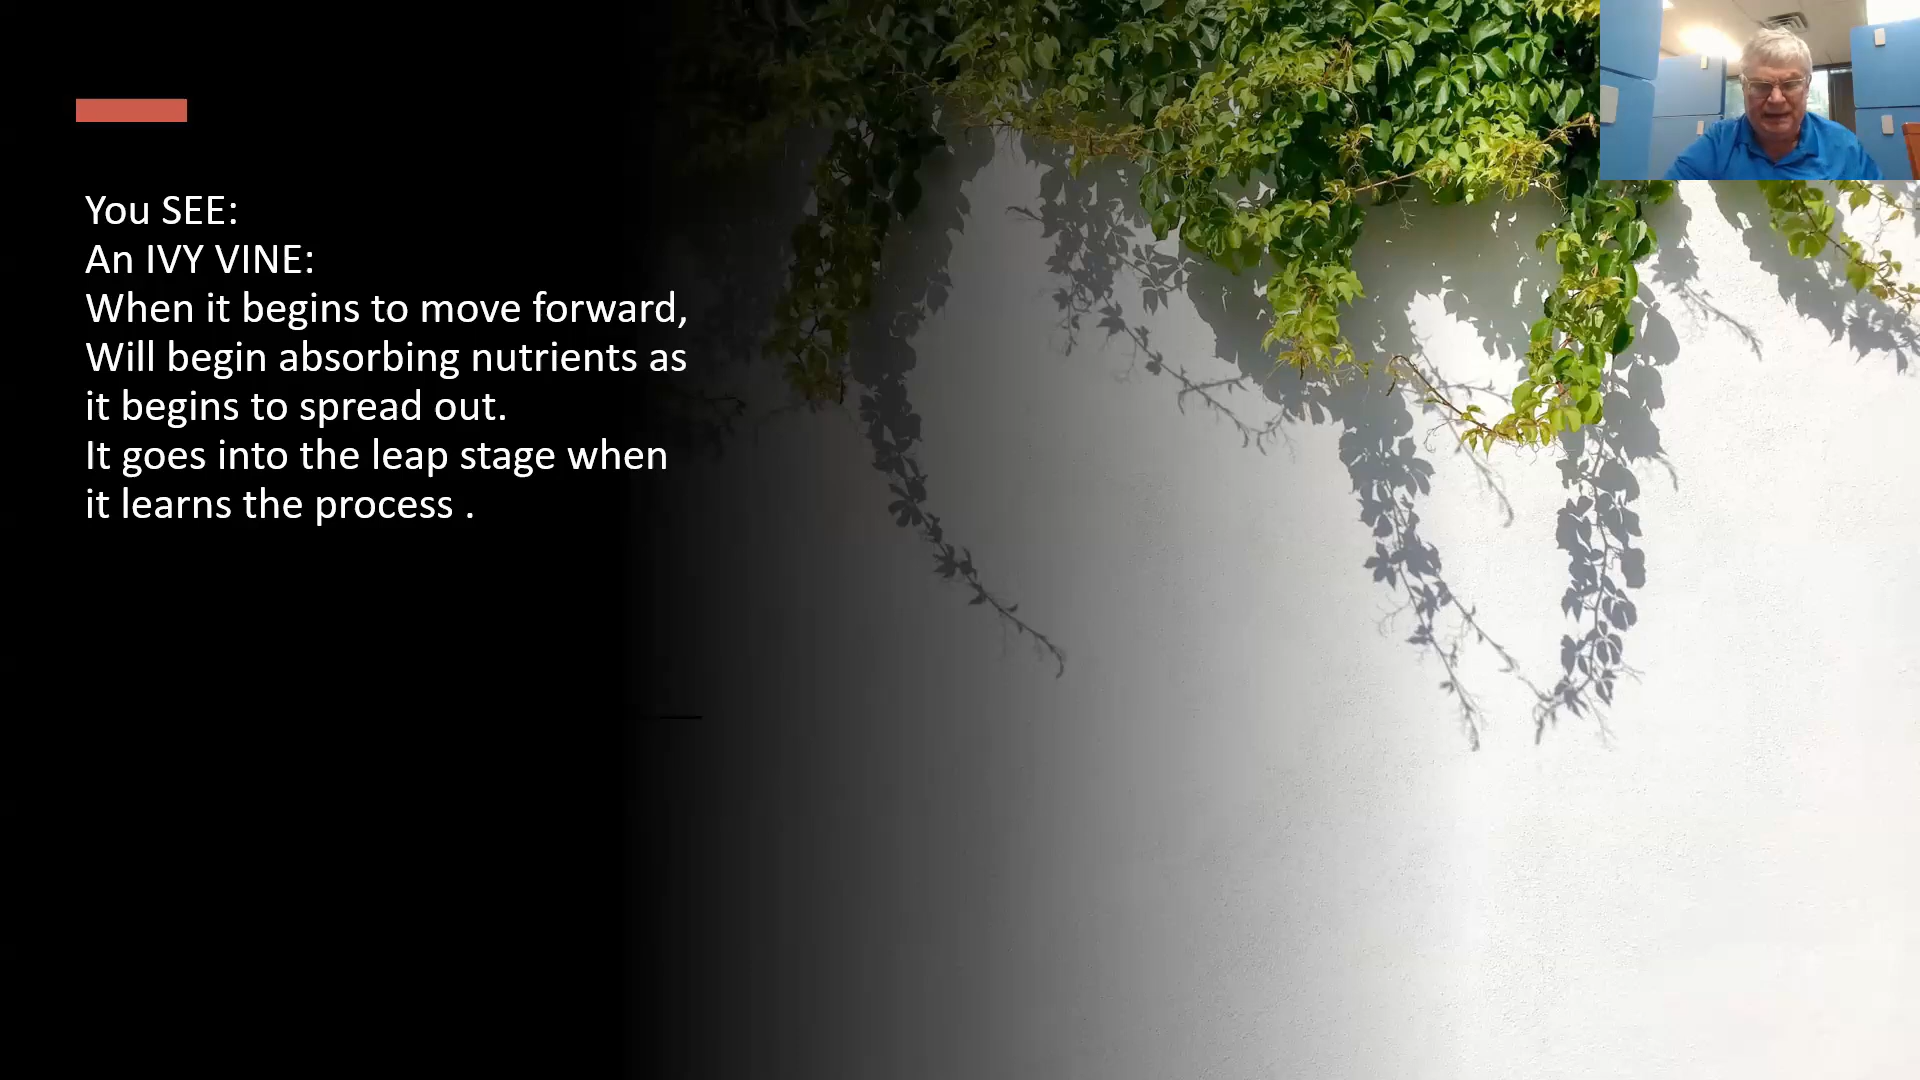 You SEE:
An IVY VINE:
When it begins to move forward,
Will begin absorbing nutrients as
it begins to spread out.
It goes into the leap stage when
it learns the process .